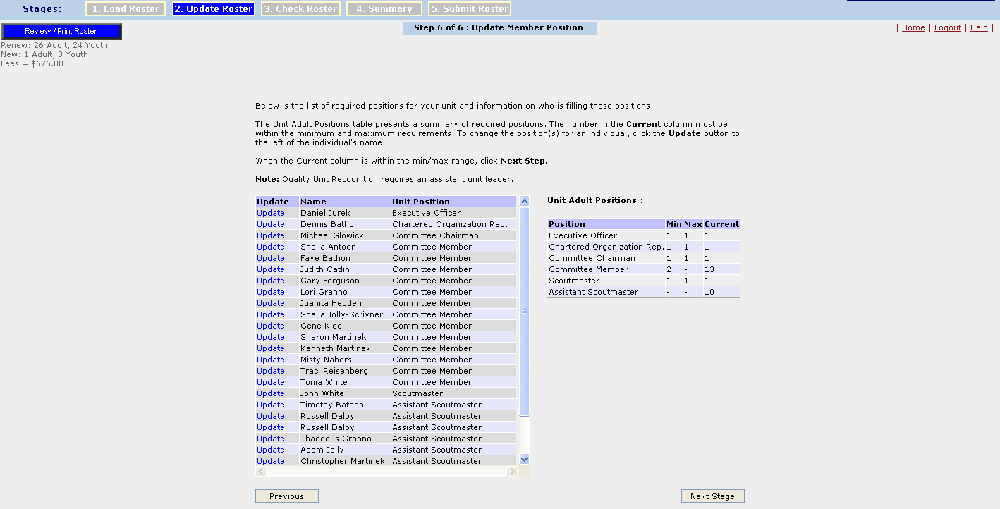 Stages: 1. Load Roster 2. Update Roster 3. Check Roster 4. Summary 5. Submit Roster
Review / Print Roster
Step 6 of 6 : Update Member Position
| Home | Logout | Help |
Renew: 26 Adult, 24 Youth
New: 1 Adult, 0 Youth
Fees = $676.00
Below is the list of required positions for your unit and information on who is filling these positions.
The Unit Adult Positions table presents a summary of required positions. The number in the Current column must be
within the minimum and maximum requirements. To change the position(s) for an individual, click the Update button to
the left of the individual's name.
When the Current column is within the min/max range, click Next Step.
Note: Quality Unit Recognition requires an assistant unit leader.
Update Name Unit Position
Update Daniel Jurek Executive Officer
Update Dennis Bathon Chartered Organization Rep.
Update Michael Glowicki Committee Chairman
Update Sheila Antoon Committee Member
Update Faye Bathon Committee Member
Update Judith Catlin Committee Member
Update Gary Ferguson Committee Member
Update Lori Granno Committee Member
Update Juanita Hedden Committee Member
Update Sheila Jolly-Scrivner Committee Member
Update Gene Kidd Committee Member
Update Sharon Martinek Committee Member
Update Kenneth Martinek Committee Member
Update Misty Nabors Committee Member
Update Traci Reisenberg Committee Member
Update Tonia White Committee Member
Update John White Scoutmaster
Update Timothy Bathon Assistant Scoutmaster
Update Russell Dalby Assistant Scoutmaster
Update Russell Dalby Assistant Scoutmaster
Update Thaddeus Granno Assistant Scoutmaster
Update Adam Jolly Assistant Scoutmaster
Update Christopher Martinek Assistant Scoutmaster
Unit Adult Positions :
Position Min Max Current
Executive Officer 1 1 1
Chartered Organization Rep. 1 1 1
Committee Chairman 1 1 1
Committee Member 2 - 13
Scoutmaster 1 1 1
Assistant Scoutmaster - - 10
Previous
Next Stage